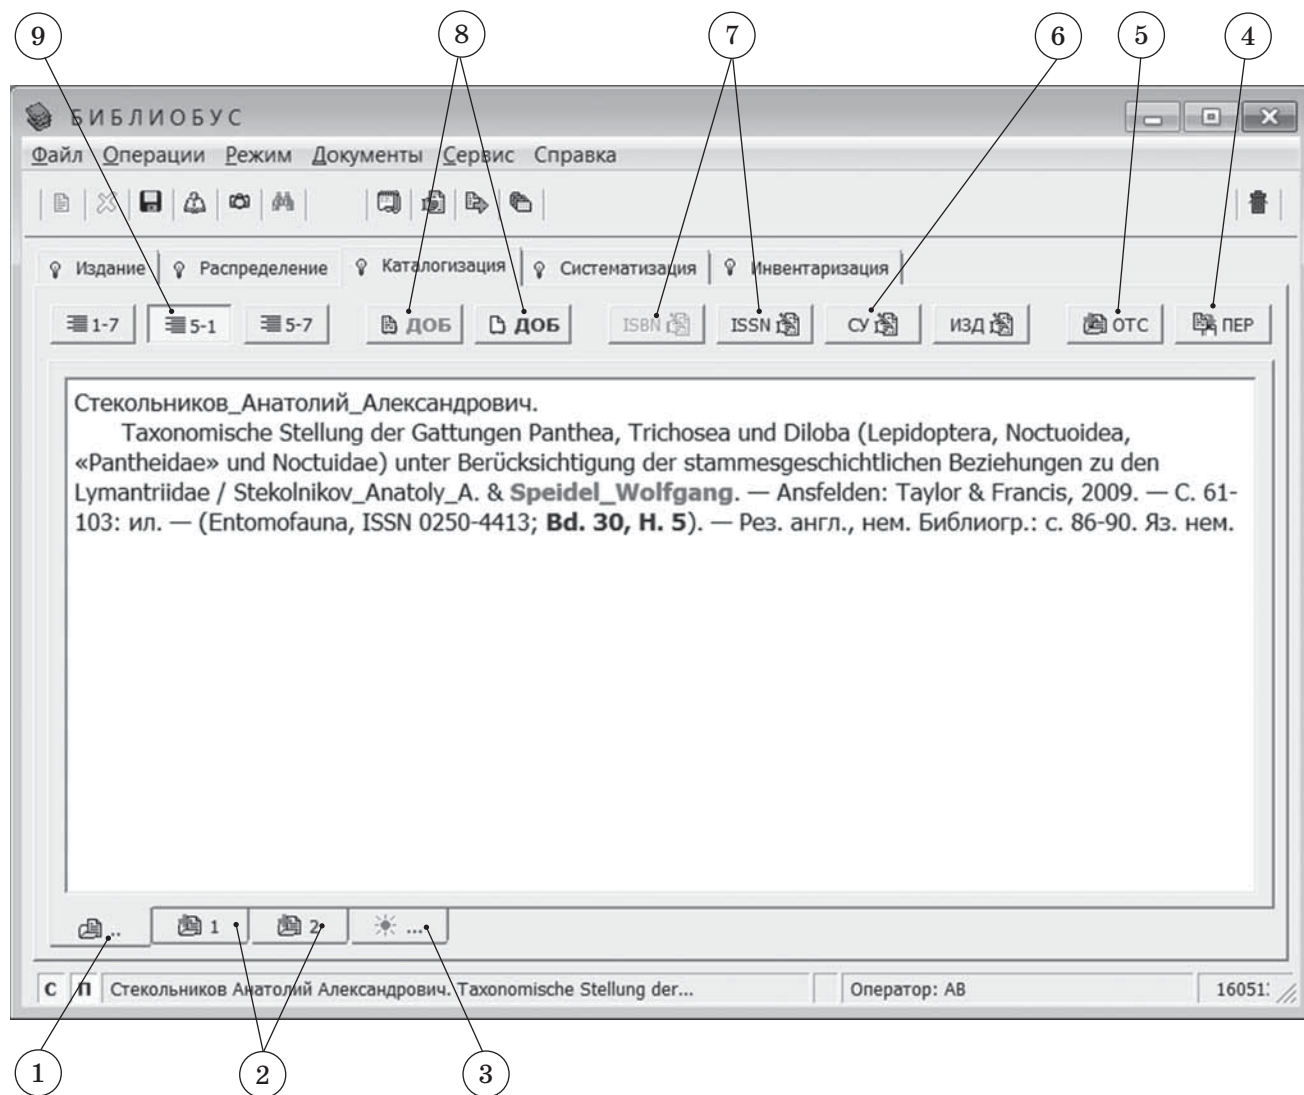 9 8 7 6 5 4
БИБЛИОБУС
Файл Операции Режим Документы Сервис Справка
Издание Распределение Каталогизация Систематизация Инвентаризация
1-7 5-1 5-7 ДОБ ДОБ ISBN ISSN СУ ИЗД ОТС ПЕР
Стекольников_Анатолий_Александрович.
Taxonomische Stellung der Gattungen Panthea, Trichosea und Diloba (Lepidoptera, Noctuoidea,
«Pantheidae» und Noctuidae) unter Berücksichtigung der stammesgeschichtlichen Beziehungen zu den
Lymantriidae / Stekolnikov_Anatoly_A. & Speidel_Wolfgang. — Ansfelden: Taylor & Francis, 2009. — С. 61-
103: ил. — (Entomofauna, ISSN 0250-4413; Bd. 30, H. 5). — Рез. англ., нем. Библиогр.: с. 86-90. Яз. нем.
.. 1 2 ...
С П Стекольников Анатолий Александрович. Taxonomische Stellung der... Оператор: АВ 16051
1 2 3